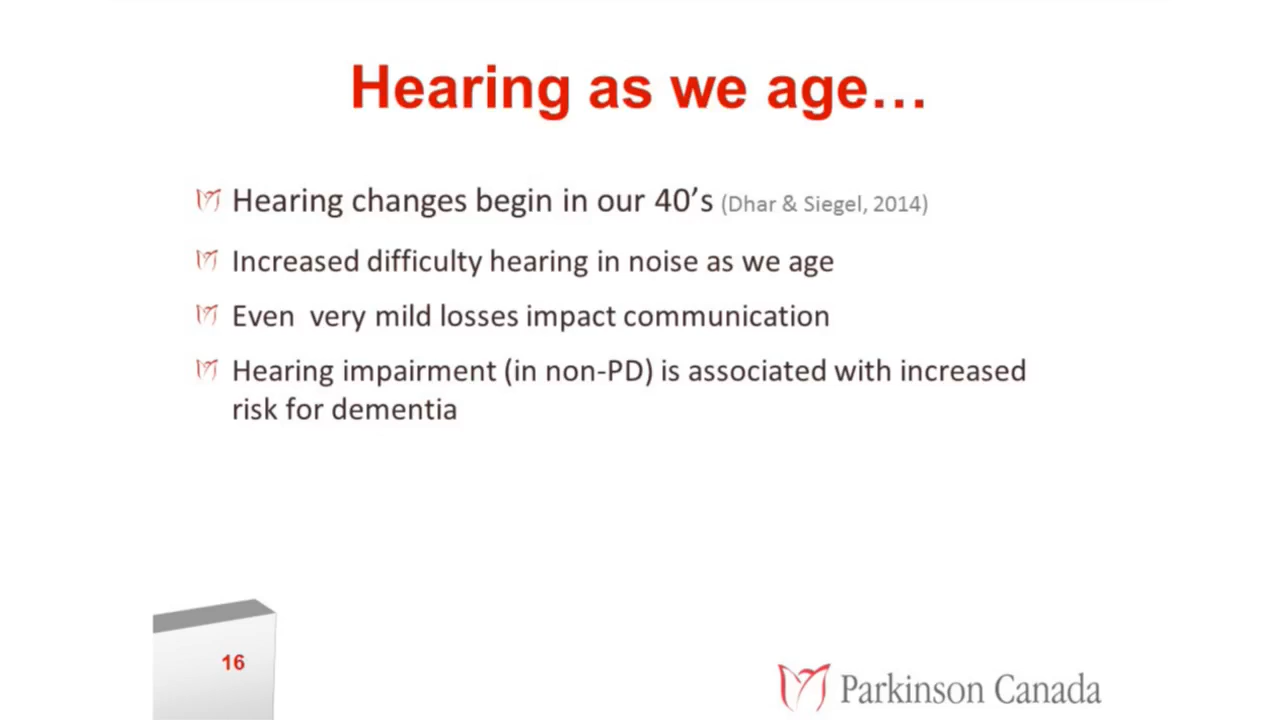 Hearing as we age…
Hearing changes begin in our 40’s (Dhar & Siegel, 2014)
Increased difficulty hearing in noise as we age
Even very mild losses impact communication
Hearing impairment (in non-PD) is associated with increased
risk for dementia
16
Parkinson Canada